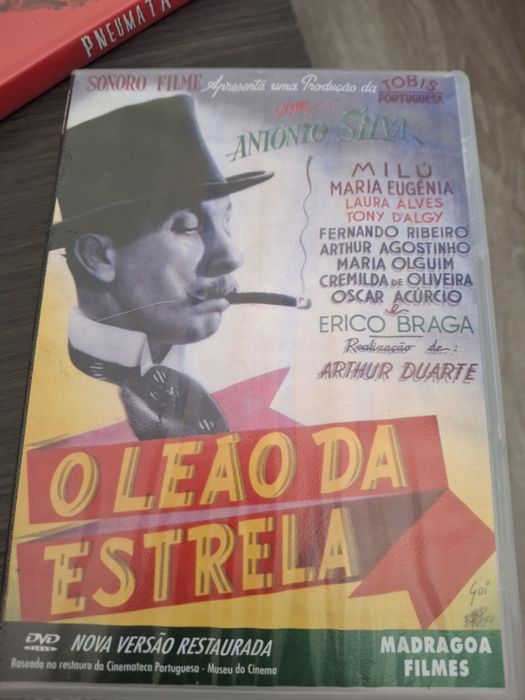 PNEUMATA
SONORO FILME Apresenta uma Produção da TOBIS
PORTUGUESA
com
ANTÓNIO SILVA
MILÚ
MARIA EUGÉNIA
LAURA ALVES
TONY D'ALGY
FERNANDO RIBEIRO
ARTHUR AGOSTINHO
MARIA OLGUIM
CREMILDA DE OLIVEIRA
OSCAR ACÚRCIO
e
ERICO BRAGA
Realização de:
ARTHUR DUARTE
O LEÃO DA
ESTRELA
Gui
DVD VIDEO NOVA VERSÃO RESTAURADA
Baseada no restauro da Cinemateca Portuguesa - Museu do Cinema
MADRAGOA
FILMES